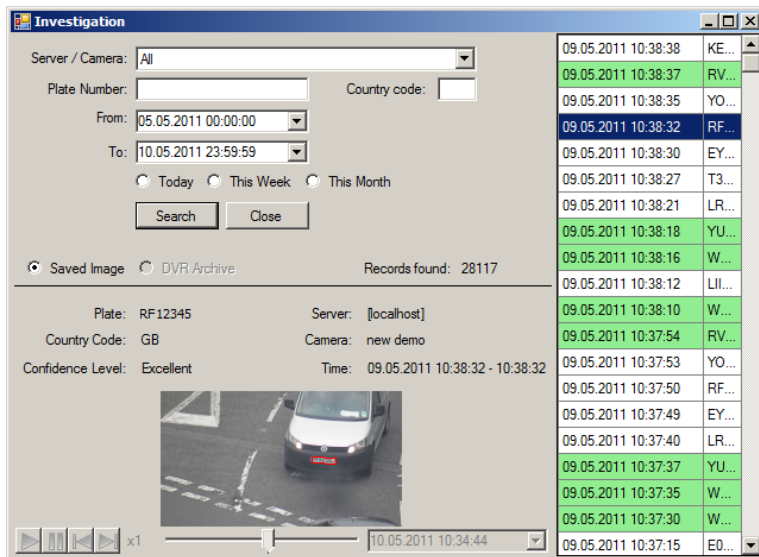 Investigation
Server / Camera: All
Plate Number: Country code:
From: 05.05.2011 00:00:00
To: 10.05.2011 23:59:59
Today This Week This Month
Search Close
Saved Image DVR Archive Records found: 28117
Plate: RF12345 Server: [localhost]
Country Code: GB Camera: new demo
Confidence Level: Excellent Time: 09.05.2011 10:38:32 - 10:38:32
x1 10.05.2011 10:34:44
09.05.2011 10:38:38 KE...
09.05.2011 10:38:37 RV...
09.05.2011 10:38:35 YO...
09.05.2011 10:38:32 RF...
09.05.2011 10:38:30 EY...
09.05.2011 10:38:27 T3...
09.05.2011 10:38:21 LR...
09.05.2011 10:38:18 YU...
09.05.2011 10:38:16 W...
09.05.2011 10:38:12 LII...
09.05.2011 10:38:10 W...
09.05.2011 10:37:54 RV...
09.05.2011 10:37:53 YO...
09.05.2011 10:37:50 RF...
09.05.2011 10:37:49 EY...
09.05.2011 10:37:40 LR...
09.05.2011 10:37:37 YU...
09.05.2011 10:37:35 W...
09.05.2011 10:37:30 W...
09.05.2011 10:37:15 E0...